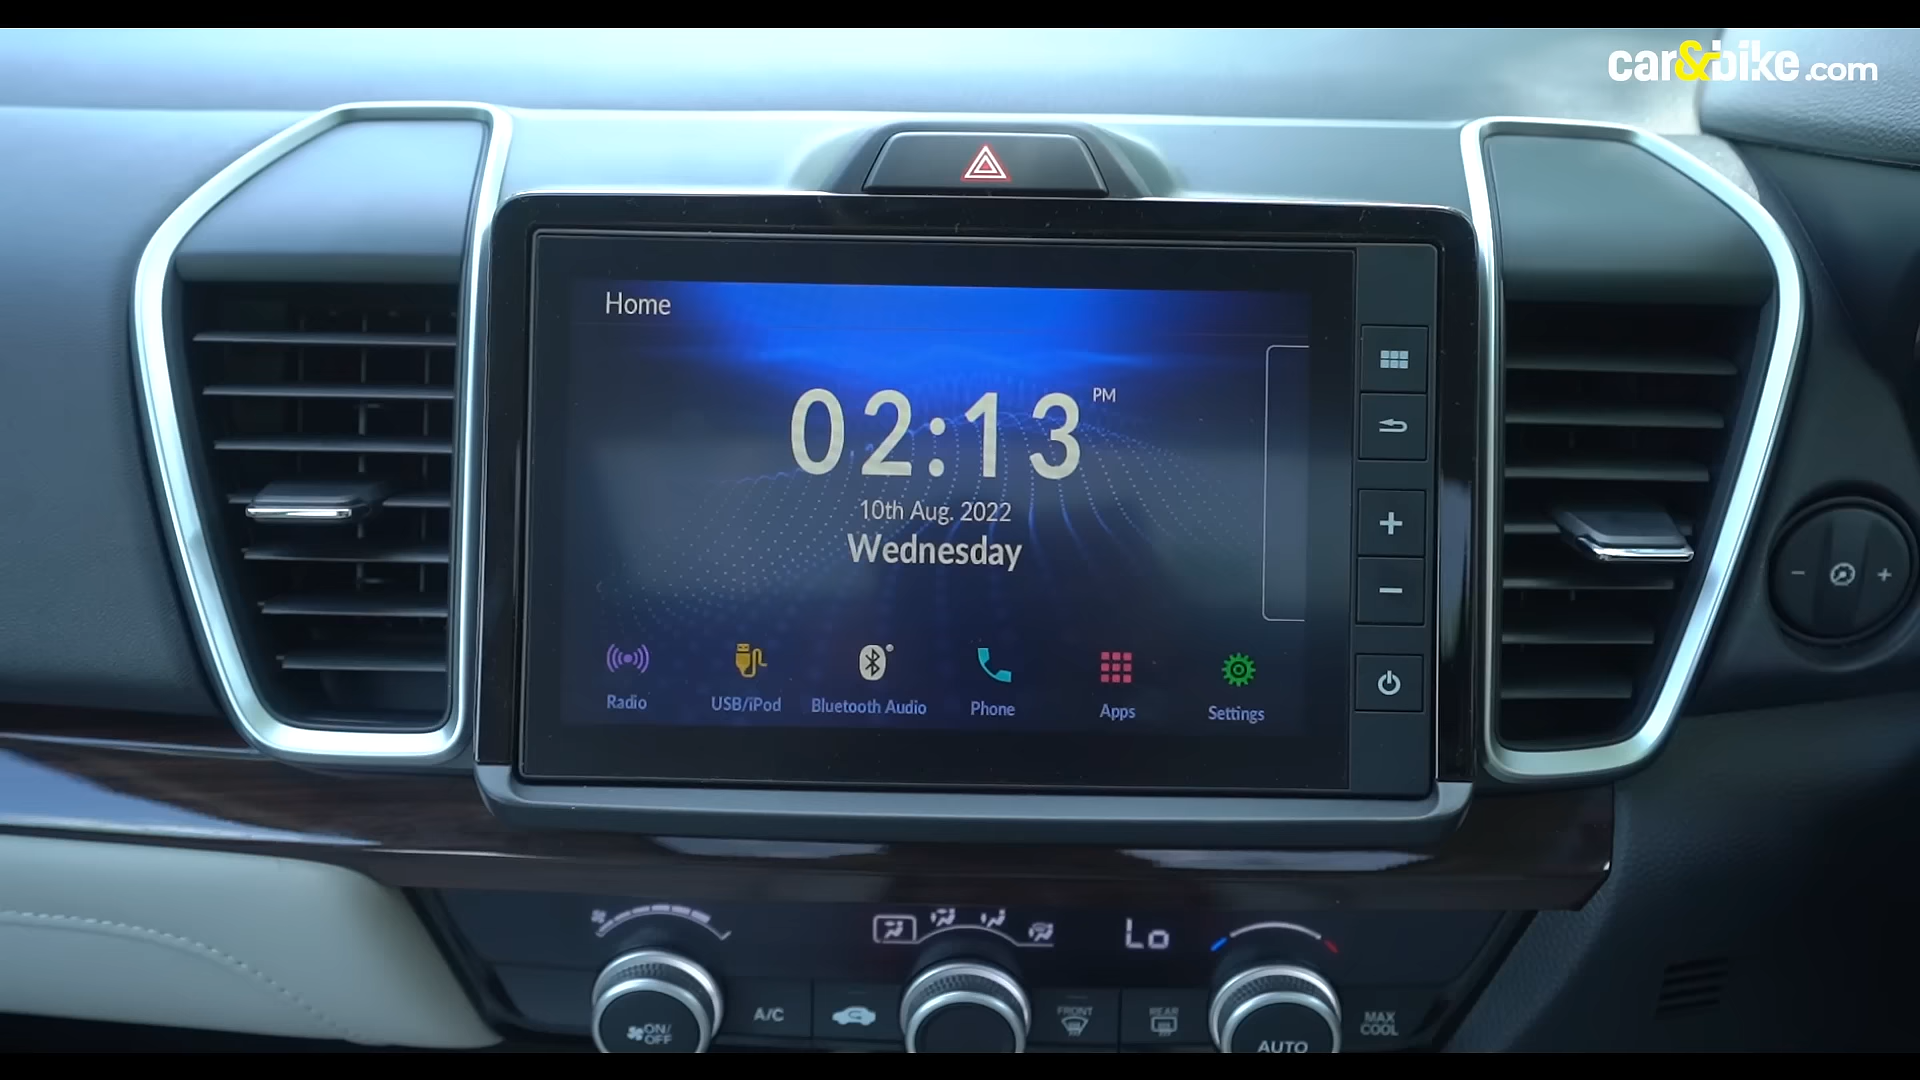 car&bike.com
Home
02:13 PM
10th Aug. 2022
Wednesday
Radio
USB/iPod
Bluetooth Audio
Phone
Apps
Settings
Lo
ON/
OFF
A/C
FRONT
REAR
AUTO
MAX
COOL